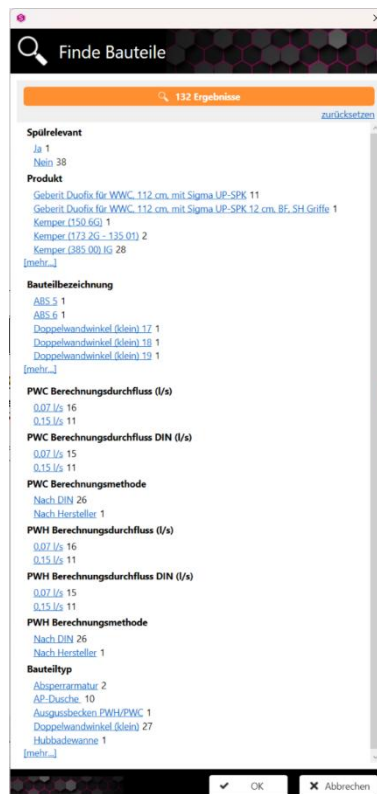 Finde Bauteile
132 Ergebnisse
zurücksetzen
Spülrelevant
Ja 1
Nein 38
Produkt
Geberit Duofix für WWC, 112 cm, mit Sigma UP-SPK 11
Geberit Duofix für WWC, 112 cm, mit Sigma UP-SPK 12 cm, BF, SH Griffe 1
Kemper (150 6G) 1
Kemper (173 2G - 135 01) 2
Kemper (385 00) IG 28
[mehr...]
Bauteilbezeichnung
ABS 5 1
ABS 6 1
Doppelwandwinkel (klein) 17 1
Doppelwandwinkel (klein) 18 1
Doppelwandwinkel (klein) 19 1
[mehr...]
PWC Berechnungsdurchfluss (l/s)
0,07 l/s 16
0,15 l/s 11
PWC Berechnungsdurchfluss DIN (l/s)
0,07 l/s 15
0,15 l/s 11
PWC Berechnungsmethode
Nach DIN 26
Nach Hersteller 1
PWH Berechnungsdurchfluss (l/s)
0,07 l/s 16
0,15 l/s 11
PWH Berechnungsdurchfluss DIN (l/s)
0,07 l/s 15
0,15 l/s 11
PWH Berechnungsmethode
Nach DIN 26
Nach Hersteller 1
Bauteiltyp
Absperrarmatur 2
AP-Dusche 10
Ausgussbecken PWH/PWC 1
Doppelwandwinkel (klein) 27
Hubbadewanne 1
[mehr...]
OK
Abbrechen